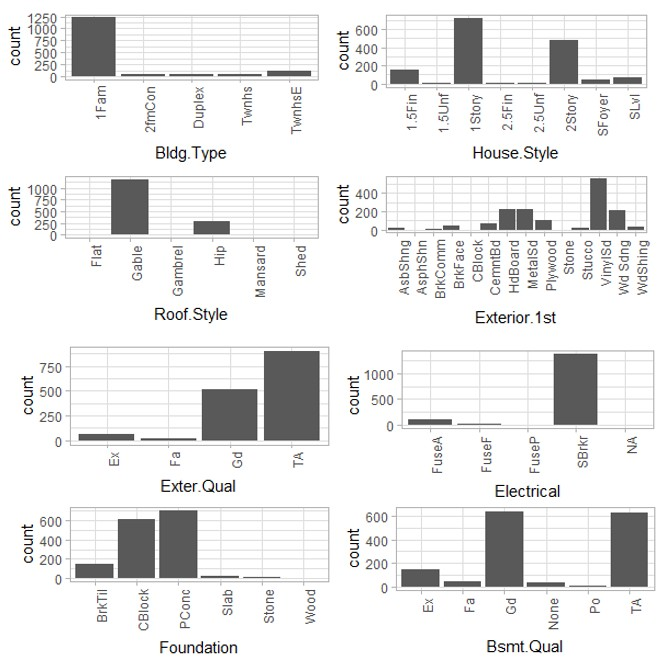 count
1250
1000
750
500
250
0
1Fam
2fmCon
Duplex
Twnhs
TwnhsE
Bldg.Type
count
600
400
200
0
1.5Fin
1.5Unf
1Story
2.5Fin
2.5Unf
2Story
SFoyer
SLvl
House.Style
count
1000
750
500
250
0
Flat
Gable
Gambrel
Hip
Mansard
Shed
Roof.Style
count
400
200
0
AsbShng
AsphShn
BrkComm
BrkFace
CBlock
CemntBd
HdBoard
MetalSd
Plywood
Stone
Stucco
VinylSd
Wd Sdng
WdShing
Exterior.1st
count
750
500
250
0
Ex
Fa
Gd
TA
Exter.Qual
count
1000
500
0
FuseA
FuseF
FuseP
SBrkr
NA
Electrical
count
600
400
200
0
BrkTil
CBlock
PConc
Slab
Stone
Wood
Foundation
count
600
400
200
0
Ex
Fa
Gd
None
Po
TA
Bsmt.Qual